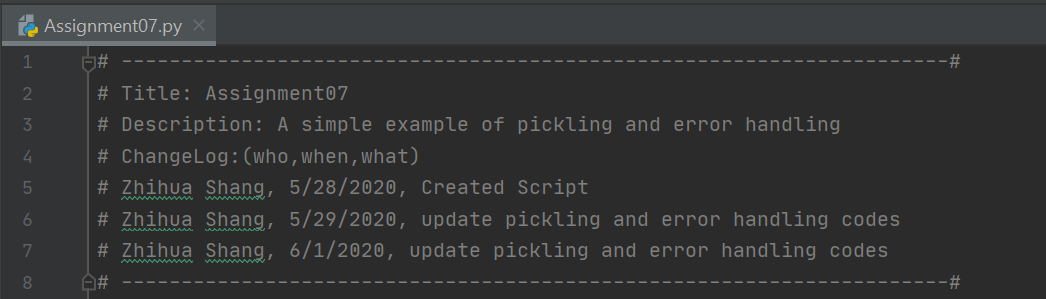 Assignment07.py
1 # ---------------------------------------------------------------------#
2 # Title: Assignment07
3 # Description: A simple example of pickling and error handling
4 # ChangeLog:(who,when,what)
5 # Zhihua Shang, 5/28/2020, Created Script
6 # Zhihua Shang, 5/29/2020, update pickling and error handling codes
7 # Zhihua Shang, 6/1/2020, update pickling and error handling codes
8 # ---------------------------------------------------------------------#